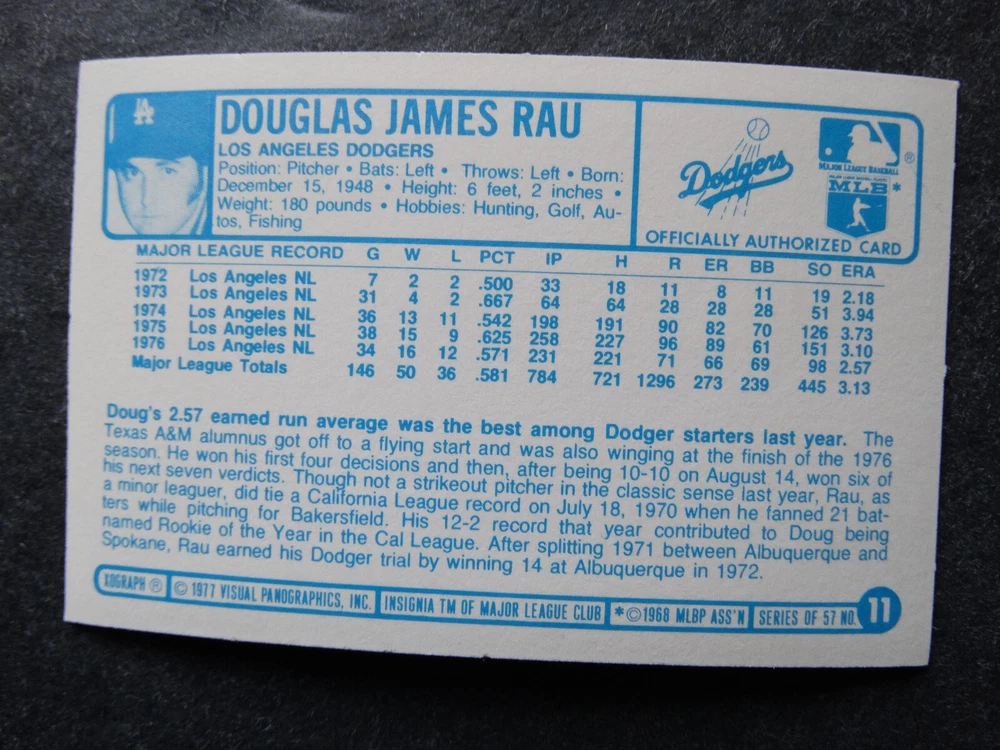 LA
DOUGLAS JAMES RAU
LOS ANGELES DODGERS
Position: Pitcher • Bats: Left • Throws: Left • Born:
December 15, 1948 • Height: 6 feet, 2 inches •
Weight: 180 pounds • Hobbies: Hunting, Golf, Au-
tos, Fishing
Dodgers
MAJOR LEAGUE BASEBALL ®
MAJOR LEAGUE BASEBALL PLAYERS
MLB*
OFFICIALLY AUTHORIZED CARD
MAJOR LEAGUE RECORD G W L PCT IP H R ER BB SO ERA
1972 Los Angeles NL 7 2 2 .500 33 18 11 8 11 19 2.18
1973 Los Angeles NL 31 4 2 .667 64 64 28 28 28 51 3.94
1974 Los Angeles NL 36 13 11 .542 198 191 90 82 70 126 3.73
1975 Los Angeles NL 38 15 9 .625 258 227 96 89 61 151 3.10
1976 Los Angeles NL 34 16 12 .571 231 221 71 66 69 98 2.57
Major League Totals 146 50 36 .581 784 721 1296 273 239 445 3.13
Doug's 2.57 earned run average was the best among Dodger starters last year. The
Texas A&M alumnus got off to a flying start and was also winging at the finish of the 1976
season. He won his first four decisions and then, after being 10-10 on August 14, won six of
his next seven verdicts. Though not a strikeout pitcher in the classic sense last year, Rau, as
a minor leaguer, did tie a California League record on July 18, 1970 when he fanned 21 bat-
ters while pitching for Bakersfield. His 12-2 record that year contributed to Doug being
named Rookie of the Year in the Cal League. After splitting 1971 between Albuquerque and
Spokane, Rau earned his Dodger trial by winning 14 at Albuquerque in 1972.
XOGRAPH ® © 1977 VISUAL PANOGRAPHICS, INC. INSIGNIA TM OF MAJOR LEAGUE CLUB *©1968 MLBP ASS'N SERIES OF 57 NO. 11